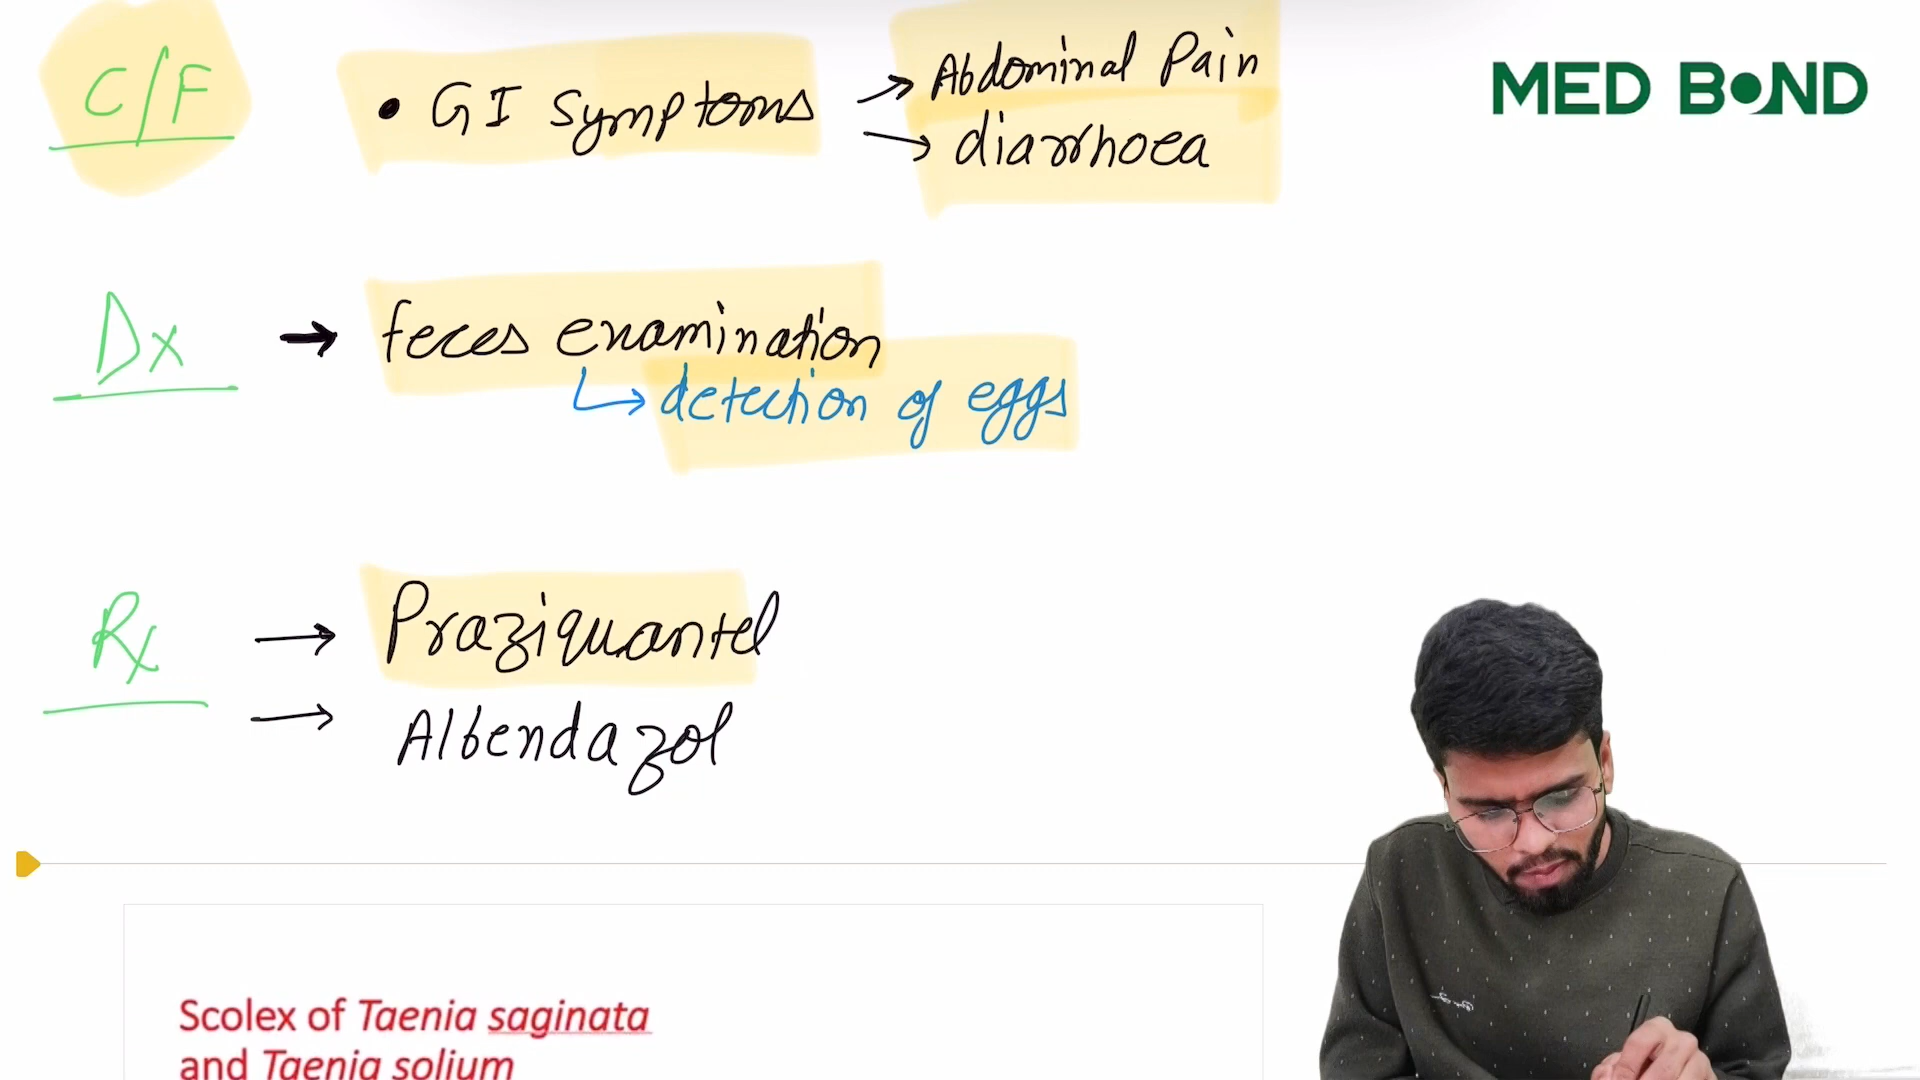 C/F
• GI Symptoms → Abdominal Pain
→ diarrhoea
MED BOND
Dx → feces examination
↳ detection of eggs
Rx → Praziquantel
→ Albendazol
Scolex of Taenia saginata
and Taenia solium